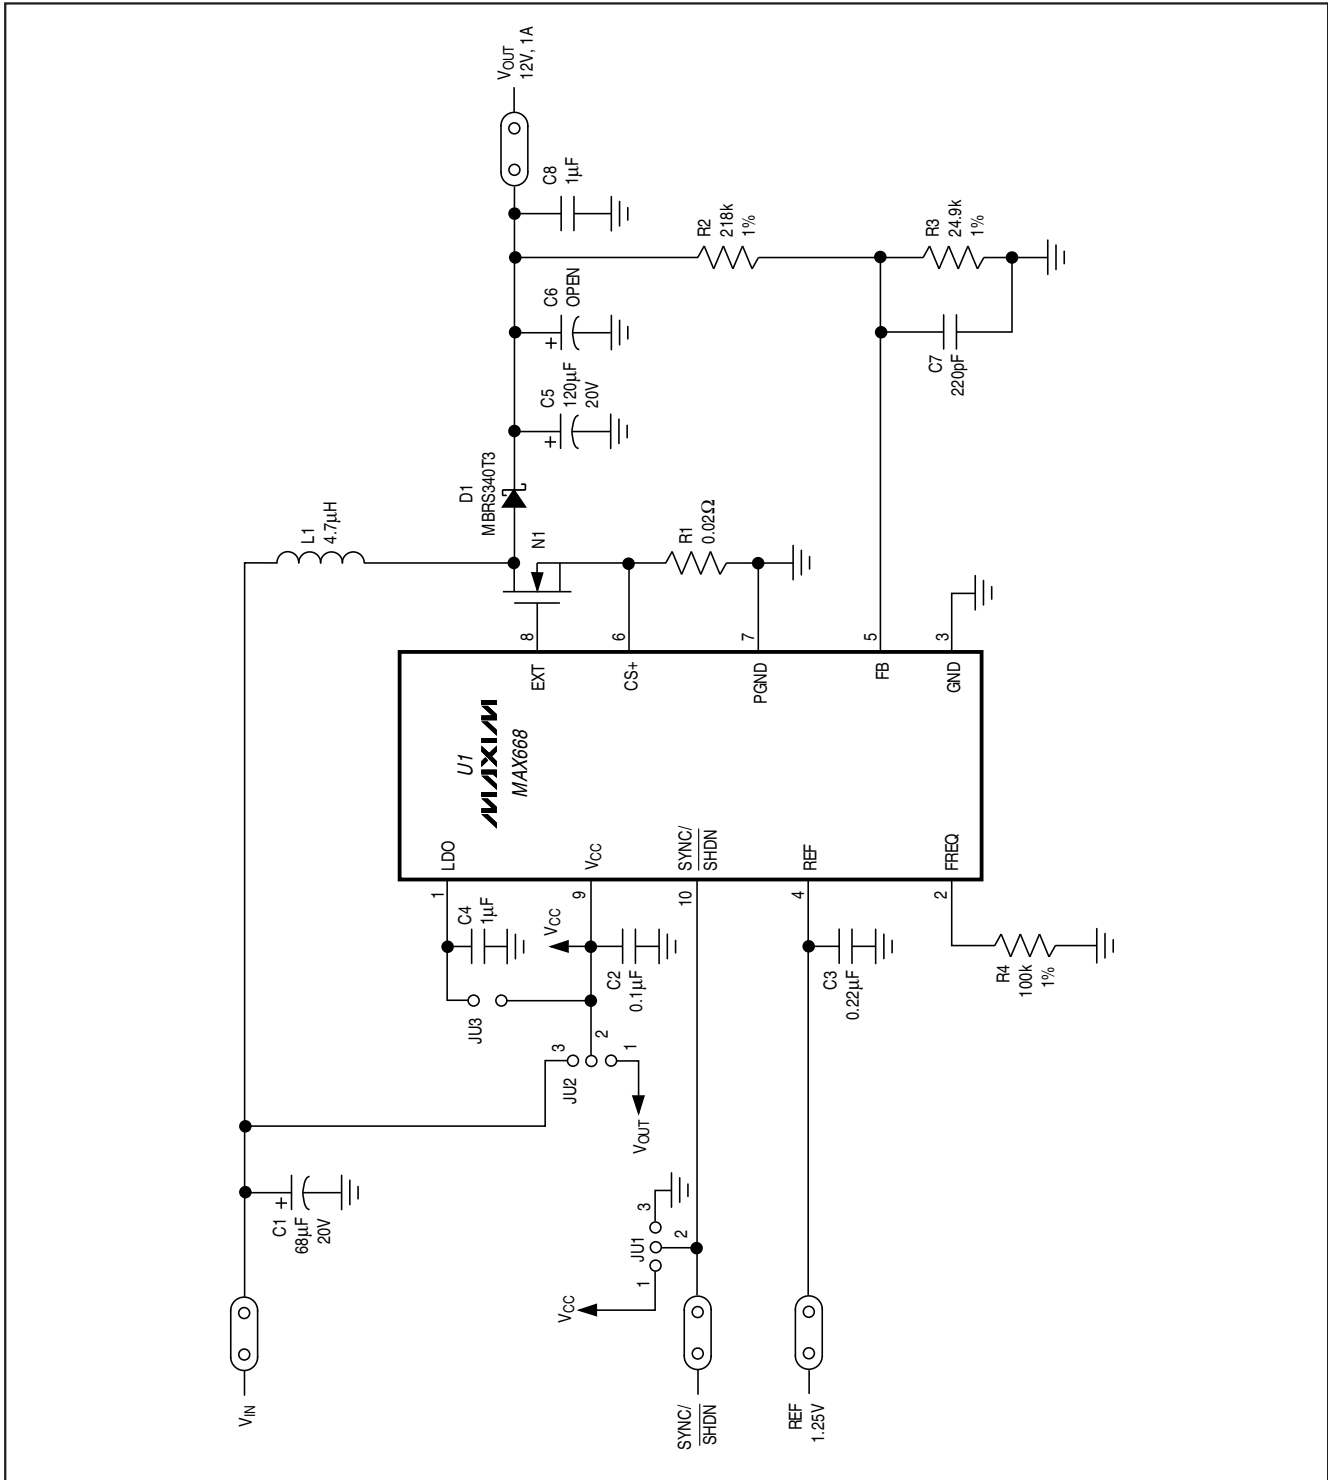 VIN
C1
68µF
20V
L1
4.7µH
VCC
JU1
1
2
3
SYNC/
SHDN
REF
1.25V
JU2
3
2
1
VOUT
JU3
C4
1µF
VCC
C2
0.1µF
C3
0.22µF
R4
100k
1%
1
9
10
4
2
LDO
VCC
SYNC/
SHDN
REF
FREQ
U1
MAXIM
MAX668
EXT
CS+
PGND
FB
GND
8
6
7
5
3
N1
R1
0.02Ω
D1
MBRS340T3
C5
120µF
20V
C6
OPEN
C8
1µF
VOUT
12V, 1A
R2
218k
1%
R3
24.9k
1%
C7
220pF
+
+
+